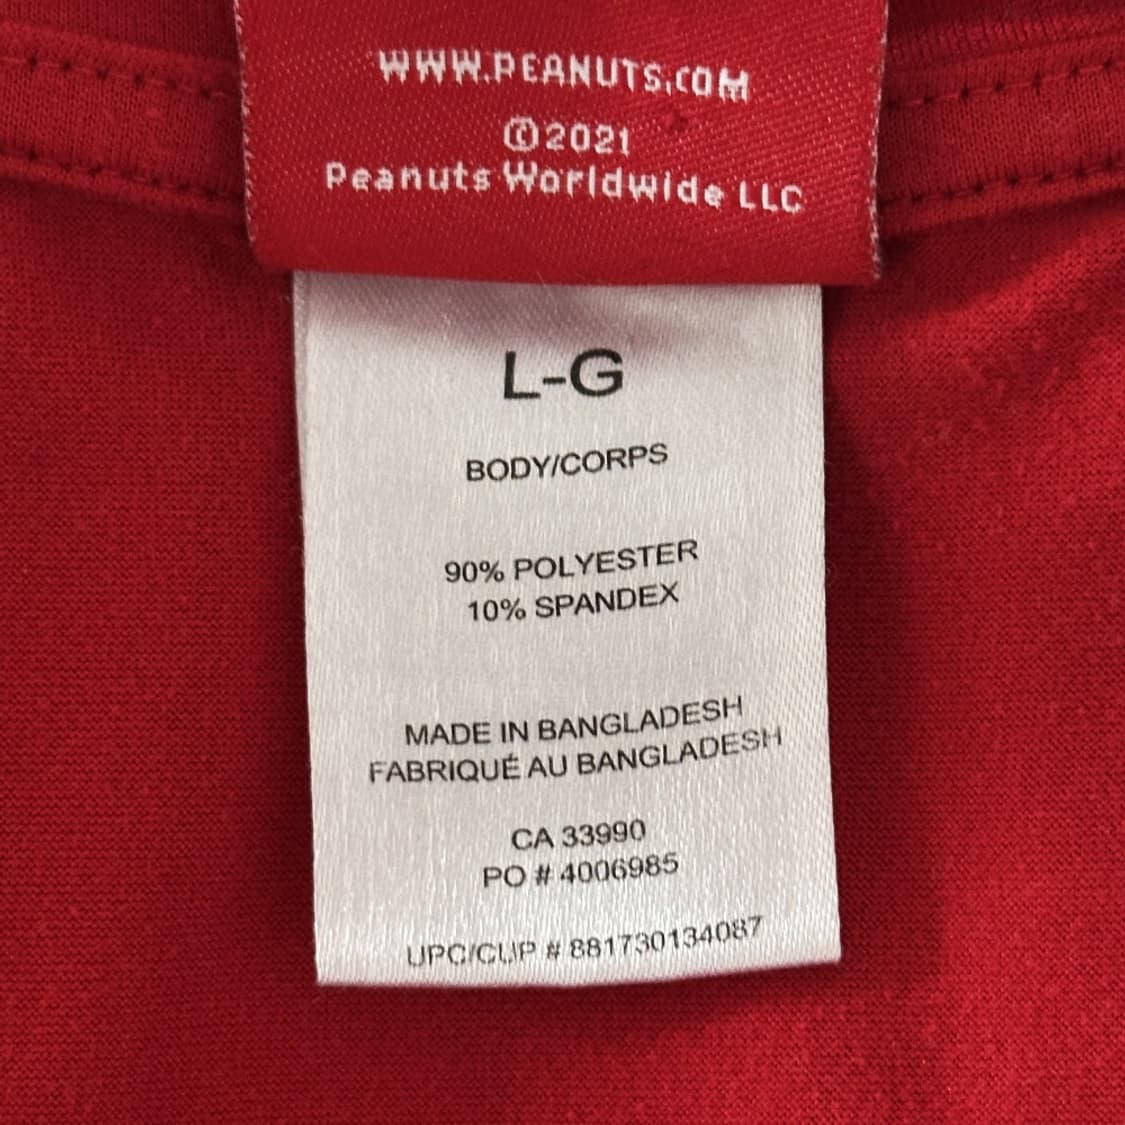 WWW.PEANUTS.COM
©2021
Peanuts Worldwide LLC
L-G
BODY/CORPS
90% POLYESTER
10% SPANDEX
MADE IN BANGLADESH
FABRIQUÉ AU BANGLADESH
CA 33990
PO # 4006985
UPC/CUP # 881730134087